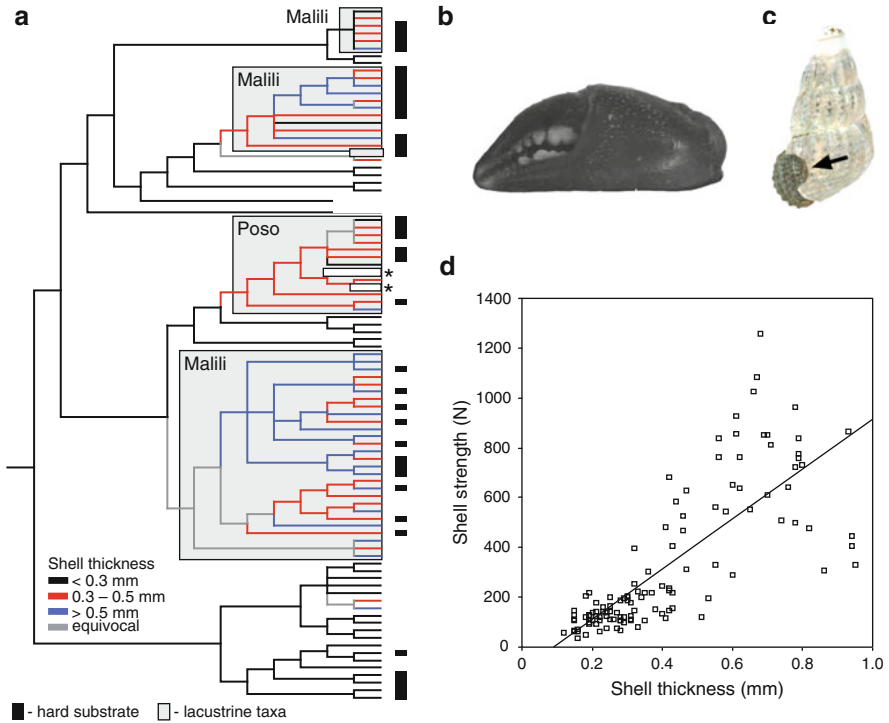 a
Malili
Malili
Poso
*
*
Malili
Shell thickness
< 0.3 mm
0.3 – 0.5 mm
> 0.5 mm
equivocal
- hard substrate
- lacustrine taxa
b
c
d
1400
1200
1000
800
600
400
200
0
Shell strength (N)
0
0.2
0.4
0.6
0.8
1.0
Shell thickness (mm)